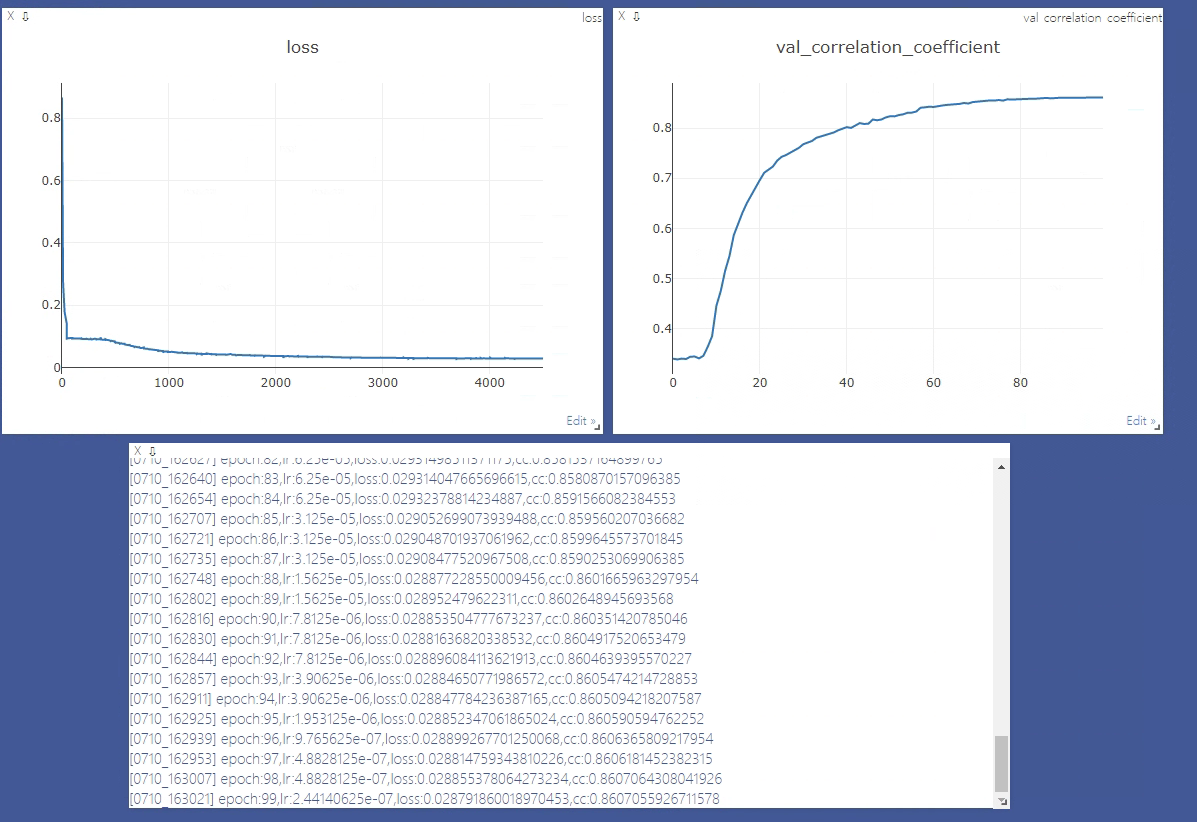 X ⇩ loss
loss
0.8
0.6
0.4
0.2
0
0 1000 2000 3000 4000
Edit »
X ⇩ val_correlation_coefficient
val_correlation_coefficient
0.8
0.7
0.6
0.5
0.4
0 20 40 60 80
Edit »
X ⇩
[0710_162640] epoch:83,lr:6.25e-05,loss:0.029314047665696615,cc:0.8580870157096385
[0710_162654] epoch:84,lr:6.25e-05,loss:0.02932378814234887,cc:0.8591566082384553
[0710_162707] epoch:85,lr:3.125e-05,loss:0.029052699073939488,cc:0.859560207036682
[0710_162721] epoch:86,lr:3.125e-05,loss:0.029048701937061962,cc:0.8599645573701845
[0710_162735] epoch:87,lr:3.125e-05,loss:0.02908477520967508,cc:0.8590253069906385
[0710_162748] epoch:88,lr:1.5625e-05,loss:0.028877228550009456,cc:0.8601665963297954
[0710_162802] epoch:89,lr:1.5625e-05,loss:0.028952479622311,cc:0.8602648945693568
[0710_162816] epoch:90,lr:7.8125e-06,loss:0.028853504777673237,cc:0.860351420785046
[0710_162830] epoch:91,lr:7.8125e-06,loss:0.02881636820338532,cc:0.8604917520653479
[0710_162844] epoch:92,lr:7.8125e-06,loss:0.028896084113621913,cc:0.8604639395570227
[0710_162857] epoch:93,lr:3.90625e-06,loss:0.02884650771986572,cc:0.8605474214728853
[0710_162911] epoch:94,lr:3.90625e-06,loss:0.028847784236387165,cc:0.8605094218207587
[0710_162925] epoch:95,lr:1.953125e-06,loss:0.028852347061865024,cc:0.860590594762252
[0710_162939] epoch:96,lr:9.765625e-07,loss:0.028899267701250068,cc:0.8606365809217954
[0710_162953] epoch:97,lr:4.8828125e-07,loss:0.028814759343810226,cc:0.8606181452382315
[0710_163007] epoch:98,lr:4.8828125e-07,loss:0.028855378064273234,cc:0.8607064308041926
[0710_163021] epoch:99,lr:2.44140625e-07,loss:0.028791860018970453,cc:0.8607055926711578